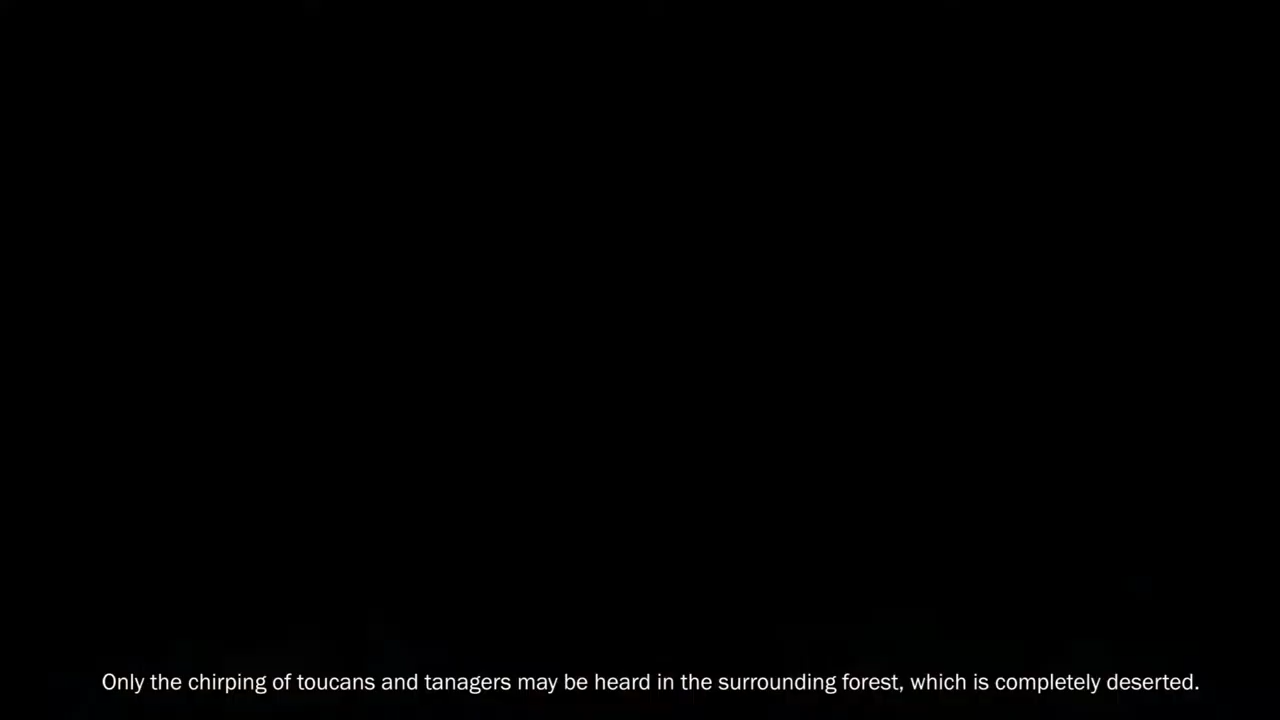 Only the chirping of toucans and tanagers may be heard in the surrounding forest, which is completely deserted.